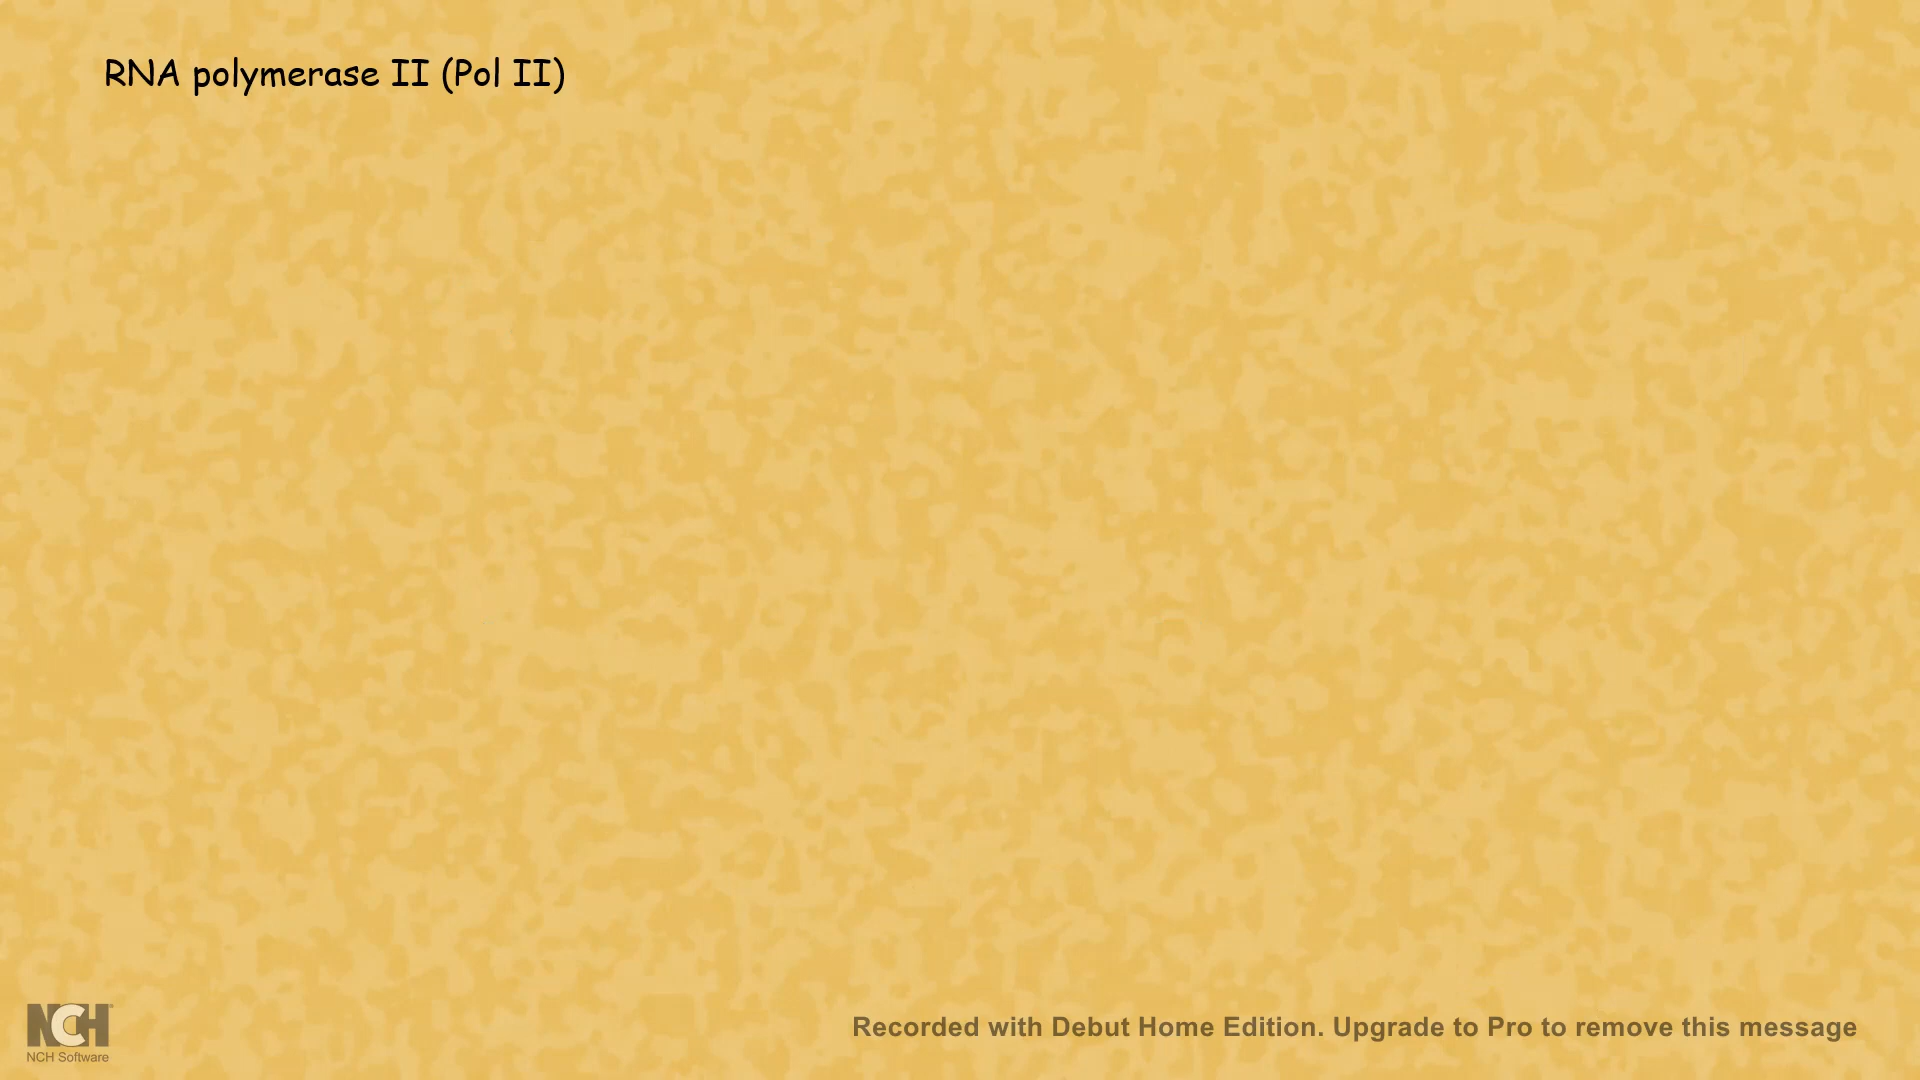 RNA polymerase II (Pol II)
NCH
NCH Software
Recorded with Debut Home Edition. Upgrade to Pro to remove this message